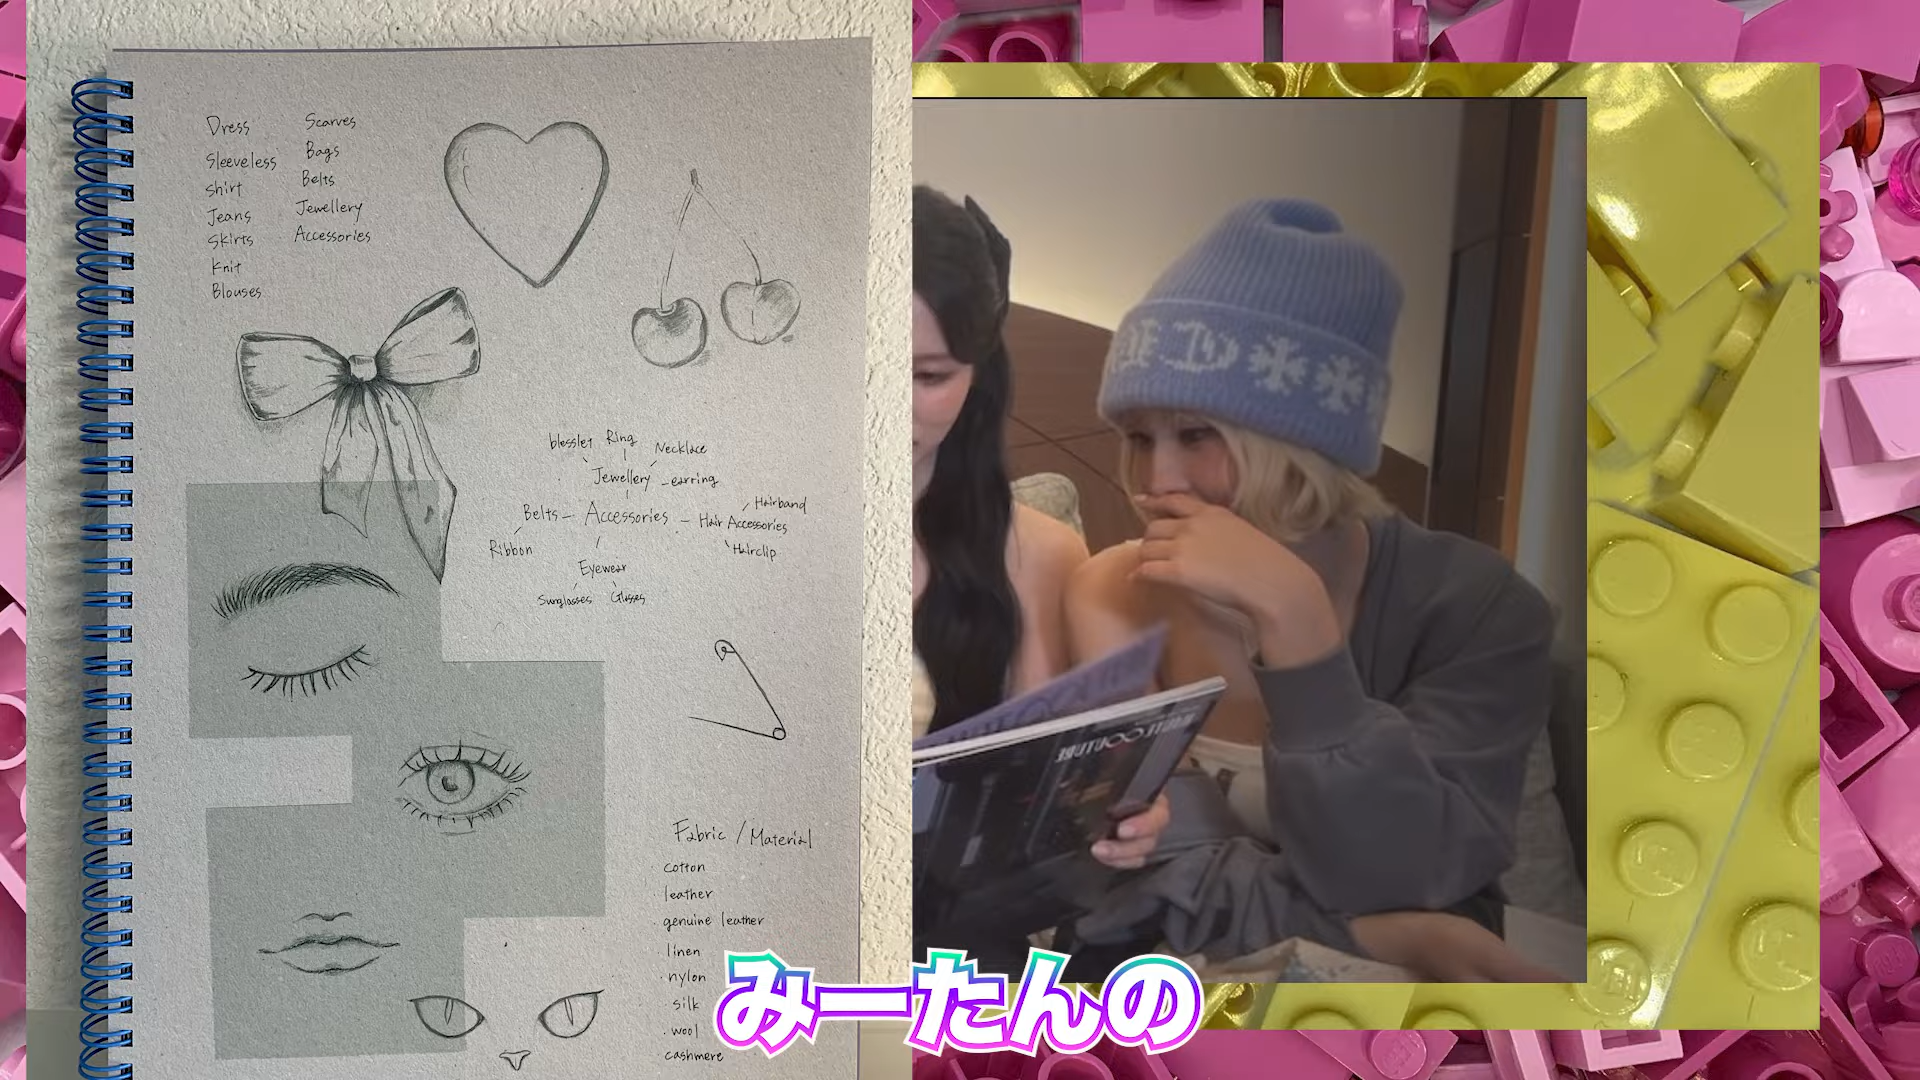 Dress
Sleeveless
shirt
Jeans
Skirts
Knit
Blouses
Scarves
Bags
Belts
Jewellery
Accessories
blesslet Ring Necklace
Jewellery - earring
Belts - Accessories - Hair Accessories
Hairband
Hairclip
Ribbon
Eyewear
Sunglasses Glasses
Fabric / Material
cotton
leather
genuine leather
linen
nylon
silk
wool
cashmere
みーたんの